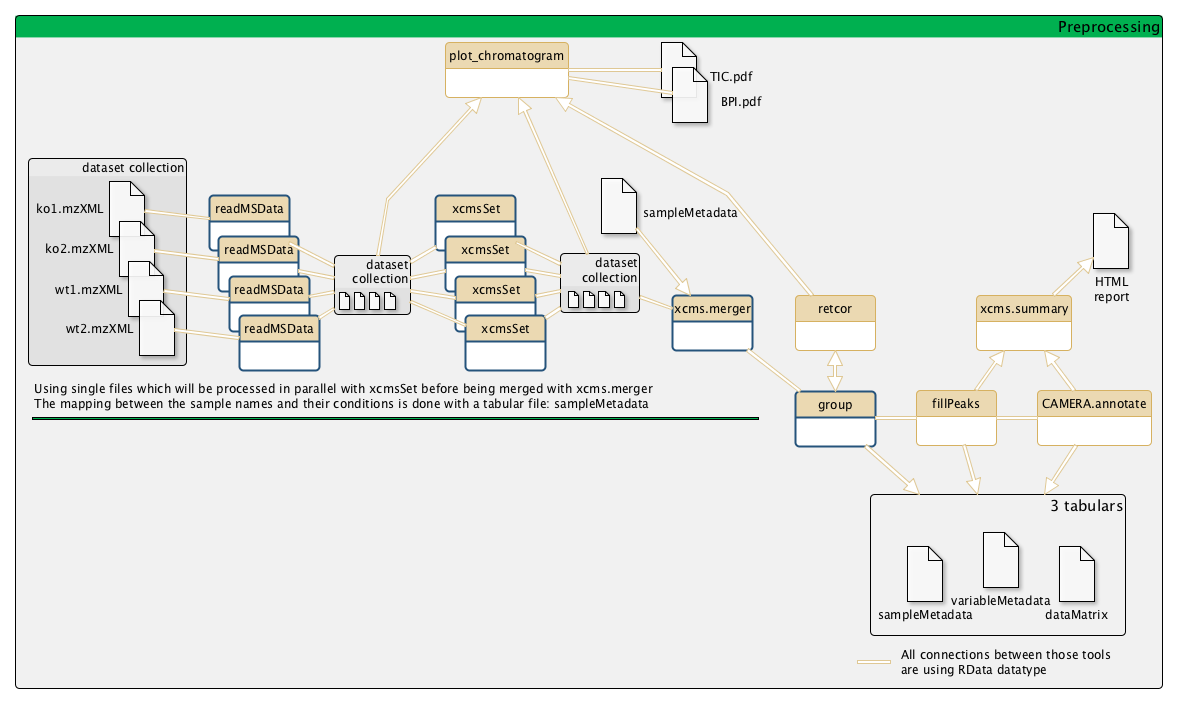 Preprocessing
plot_chromatogram
TIC.pdf
BPI.pdf
dataset collection
ko1.mzXML
ko2.mzXML
wt1.mzXML
wt2.mzXML
readMSData
readMSData
readMSData
readMSData
dataset
collection
xcmsSet
xcmsSet
xcmsSet
xcmsSet
dataset
collection
sampleMetadata
xcms.merger
retcor
xcms.summary
HTML
report
Using single files which will be processed in parallel with xcmsSet before being merged with xcms.merger
The mapping between the sample names and their conditions is done with a tabular file: sampleMetadata
group
fillPeaks
CAMERA.annotate
3 tabulars
sampleMetadata
variableMetadata
dataMatrix
All connections between those tools
are using RData datatype